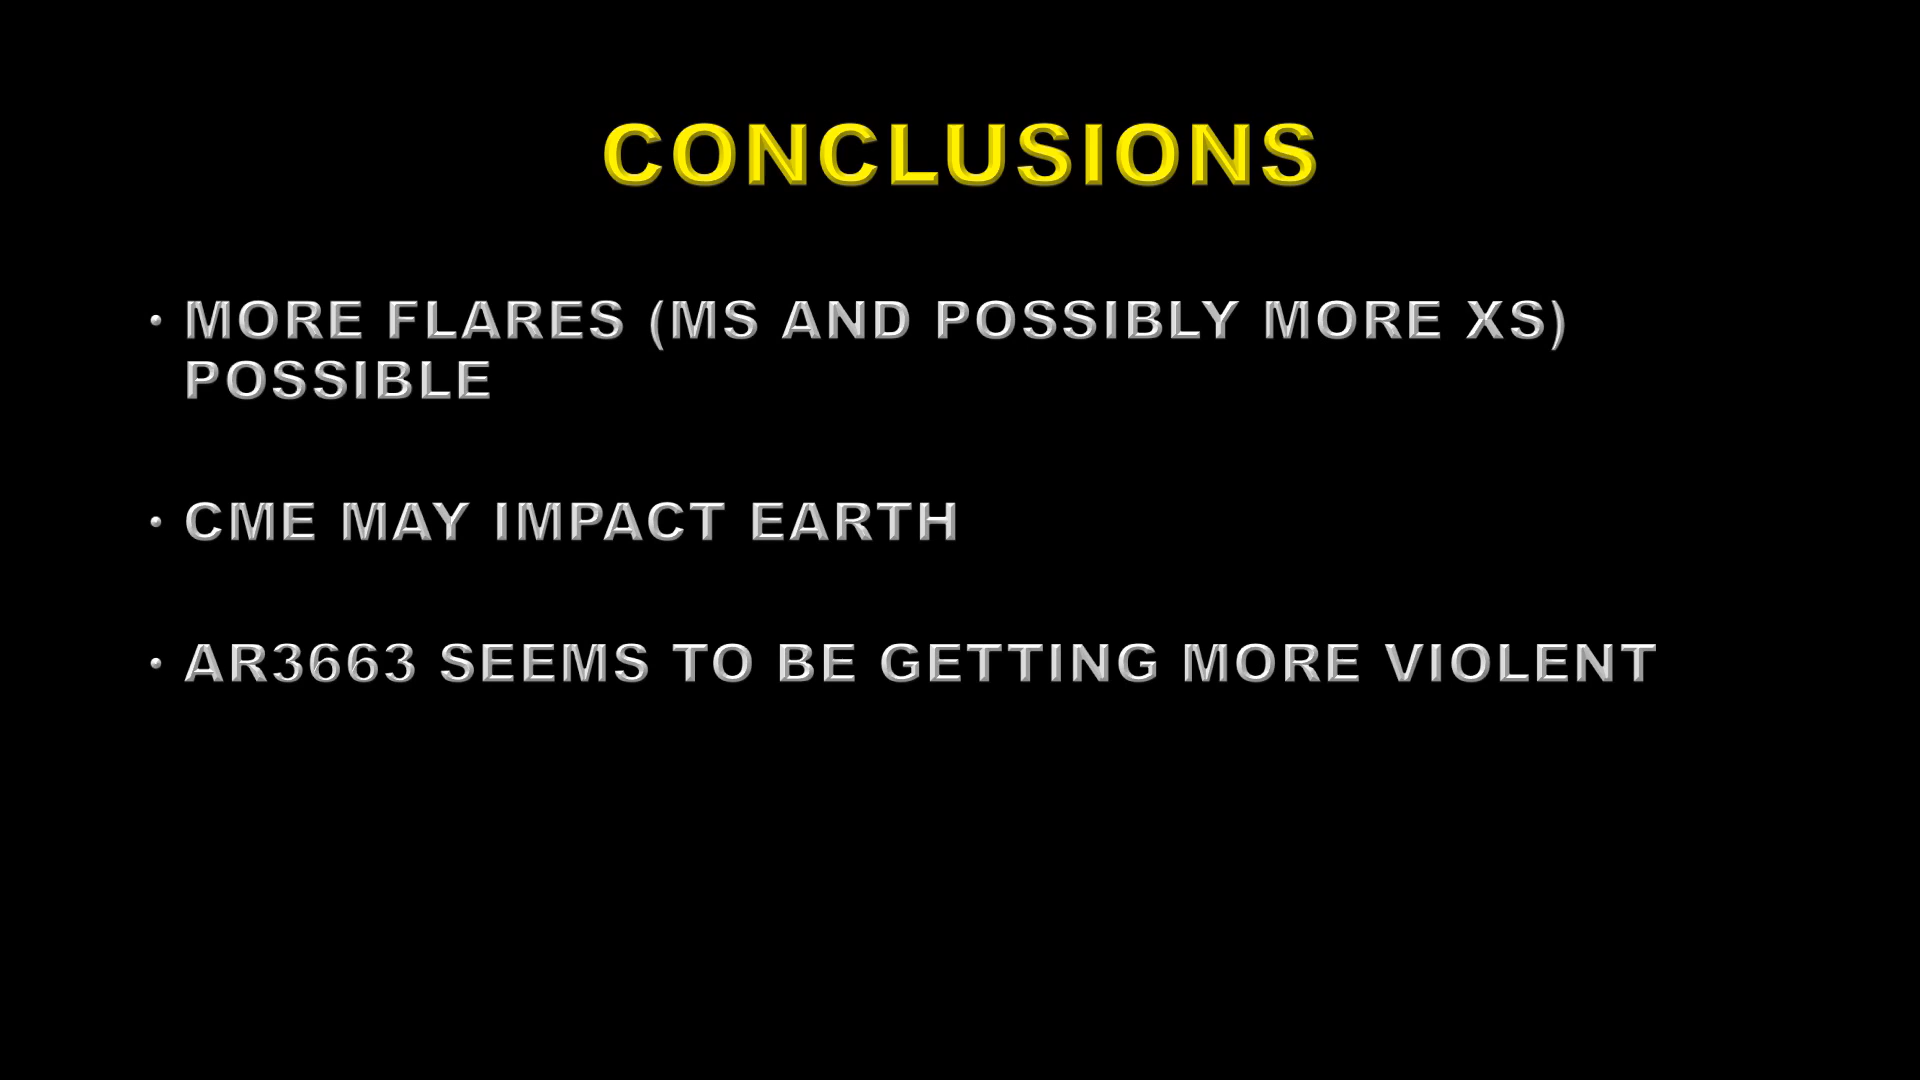 CONCLUSIONS
• MORE FLARES (MS AND POSSIBLY MORE XS)
POSSIBLE
• CME MAY IMPACT EARTH
• AR3663 SEEMS TO BE GETTING MORE VIOLENT